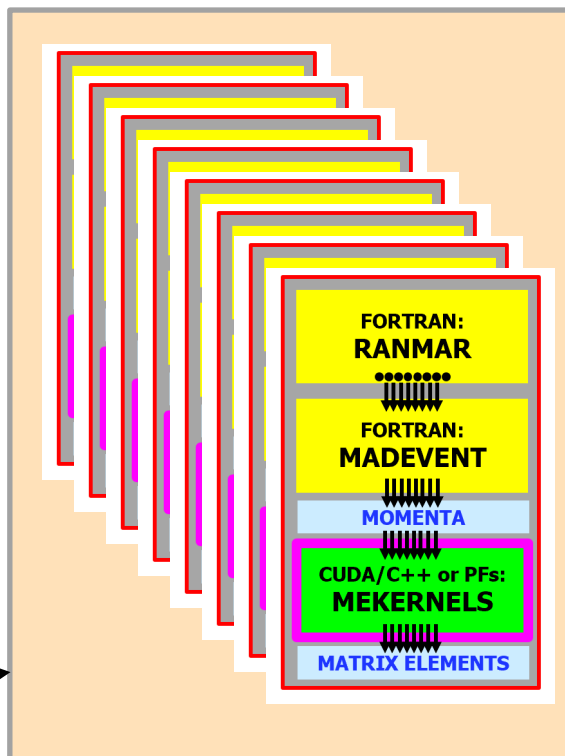 FORTRAN:
RANMAR
FORTRAN:
MADEVENT
MOMENTA
CUDA/C++ or PFs:
MEKERNELS
MATRIX ELEMENTS